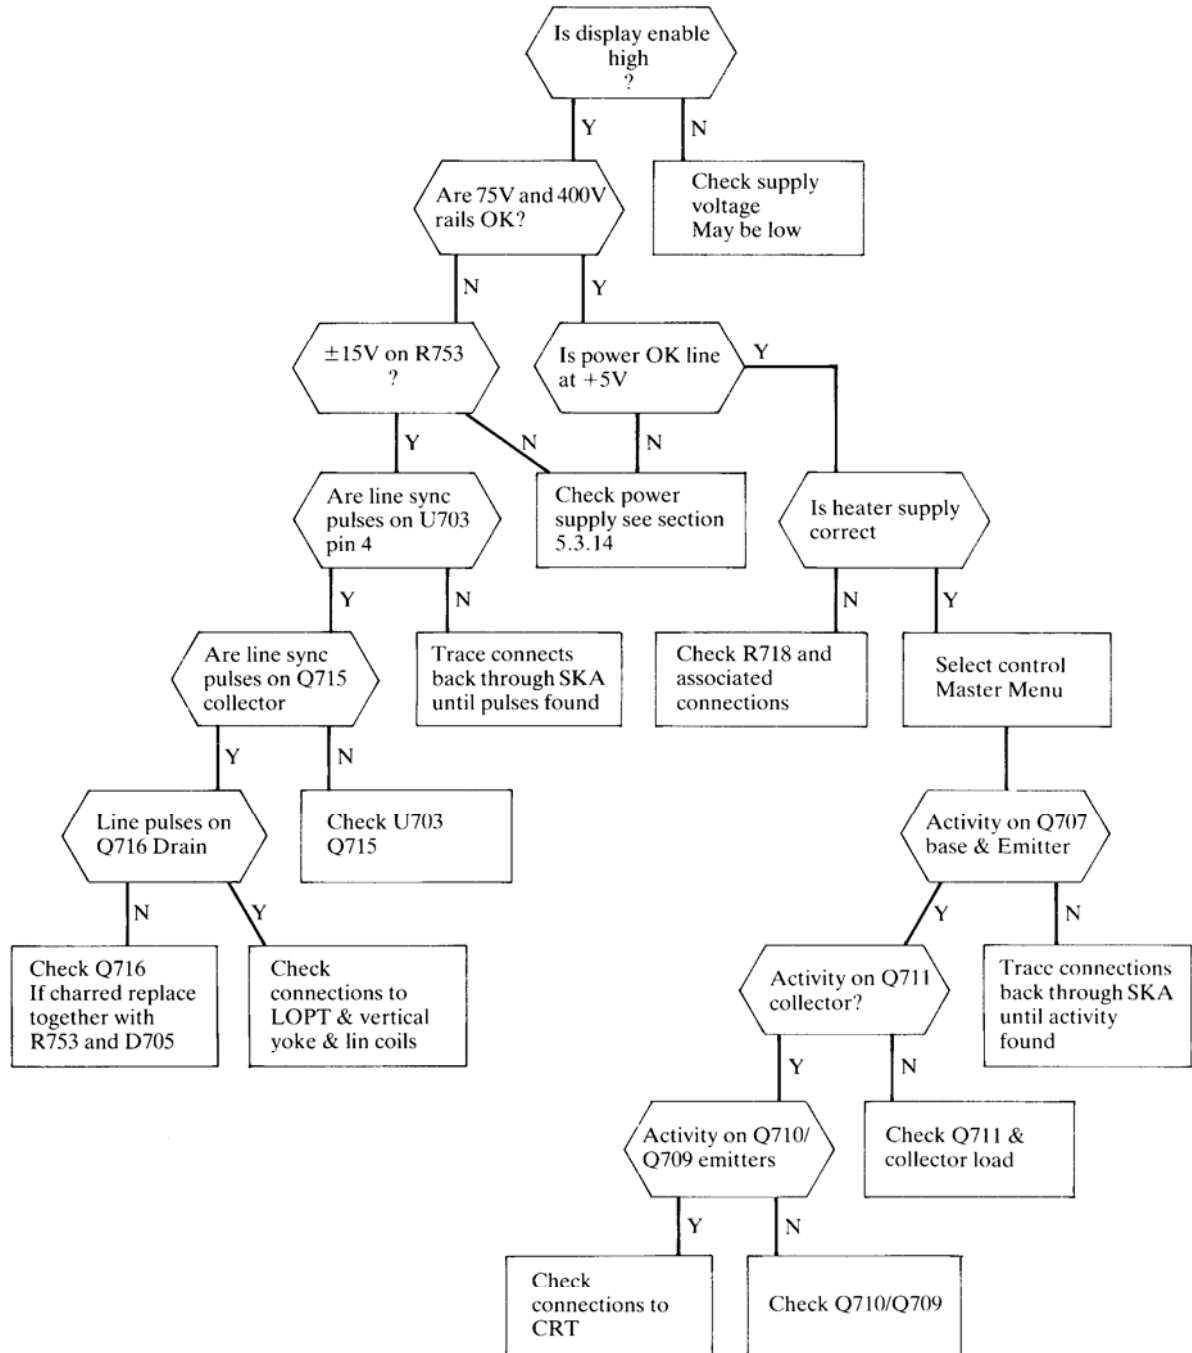 Is display enable
high
?
Y
N
Are 75V and 400V
rails OK?
Check supply
voltage
May be low
N
Y
±15V on R753
?
Is power OK line
at +5V
Y
Y
N
N
Are line sync
pulses on U703
pin 4
Check power
supply see section
5.3.14
Is heater supply
correct
Y
N
N
Y
Are line sync
pulses on Q715
collector
Trace connects
back through SKA
until pulses found
Check R718 and
associated
connections
Select control
Master Menu
Y
N
Line pulses on
Q716 Drain
Check U703
Q715
Activity on Q707
base & Emitter
N
Y
Y
N
Check Q716
If charred replace
together with
R753 and D705
Check
connections to
LOPT & vertical
yoke & lin coils
Activity on Q711
collector?
Trace connections
back through SKA
until activity
found
Y
N
Activity on Q710/
Q709 emitters
Check Q711 &
collector load
Y
N
Check
connections to
CRT
Check Q710/Q709